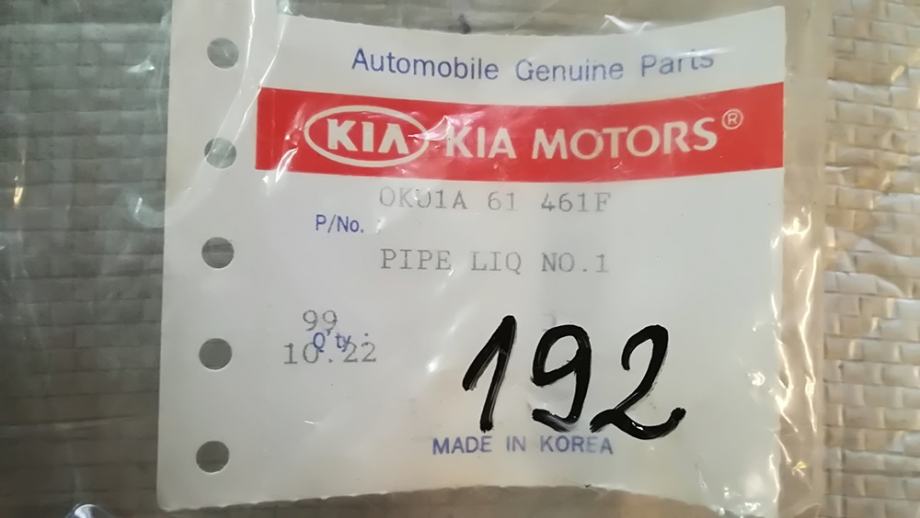 Automobile Genuine Parts
KIA KIA MOTORS®
0K01A 61 461F
P/No.
PIPE LIQ NO.1
99
Q'ty :
10.22
192
MADE IN KOREA